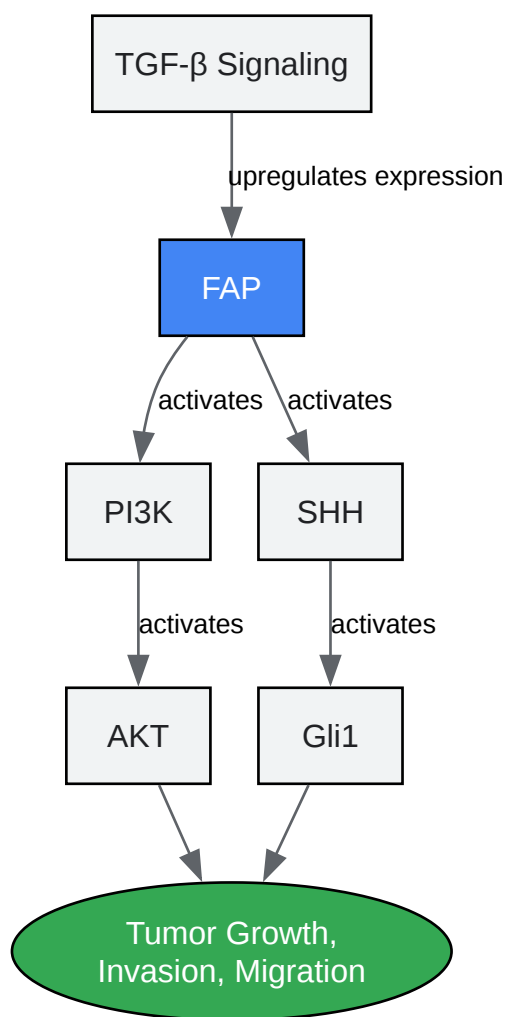 TGF-β Signaling
upregulates expression
FAP
activates
activates
PI3K
SHH
activates
activates
AKT
Gli1
Tumor Growth,
Invasion, Migration